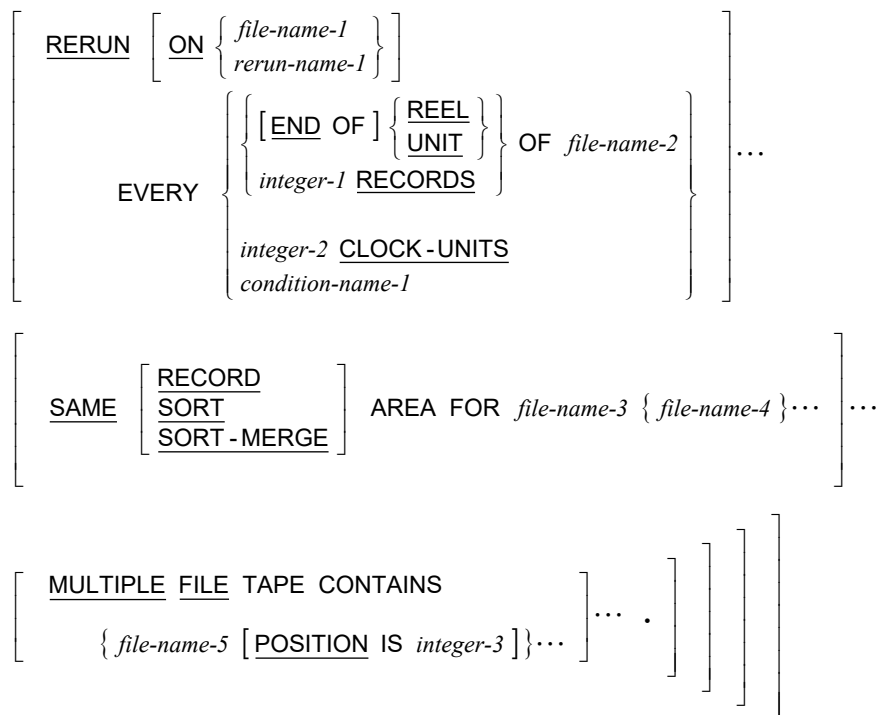 RERUN [ ON { file-name-1
rerun-name-1 } ]
EVERY { { [ END OF ] { REEL
UNIT } } OF file-name-2
integer-1 RECORDS
integer-2 CLOCK-UNITS
condition-name-1 } ] ...
[ SAME [ RECORD
SORT
SORT-MERGE ] AREA FOR file-name-3 { file-name-4 } ... ] ...
[ MULTIPLE FILE TAPE CONTAINS
{ file-name-5 [ POSITION IS integer-3 ] } ... ] ... . ] ] ] ]